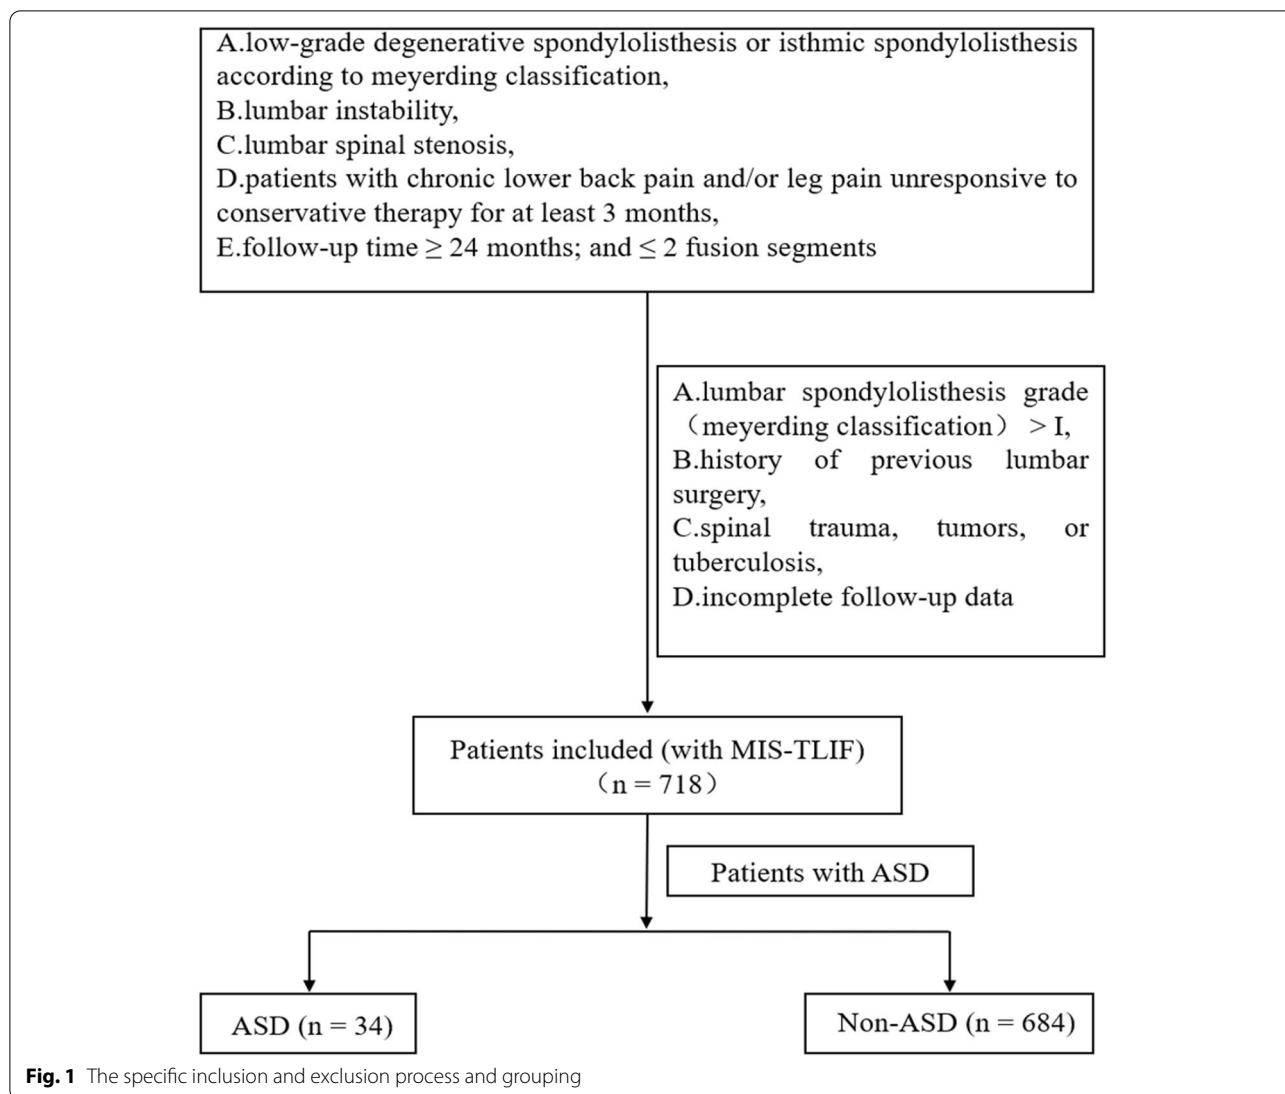 A.low-grade degenerative spondylolisthesis or isthmic spondylolisthesis
according to meyerding classification,
B.lumbar instability,
C.lumbar spinal stenosis,
D.patients with chronic lower back pain and/or leg pain unresponsive to
conservative therapy for at least 3 months,
E.follow-up time ≥ 24 months; and ≤ 2 fusion segments
A.lumbar spondylolisthesis grade
（meyerding classification） > I,
B.history of previous lumbar
surgery,
C.spinal trauma, tumors, or
tuberculosis,
D.incomplete follow-up data
Patients included (with MIS-TLIF)
（n = 718）
Patients with ASD
ASD (n = 34)
Non-ASD (n = 684)
Fig. 1 The specific inclusion and exclusion process and grouping